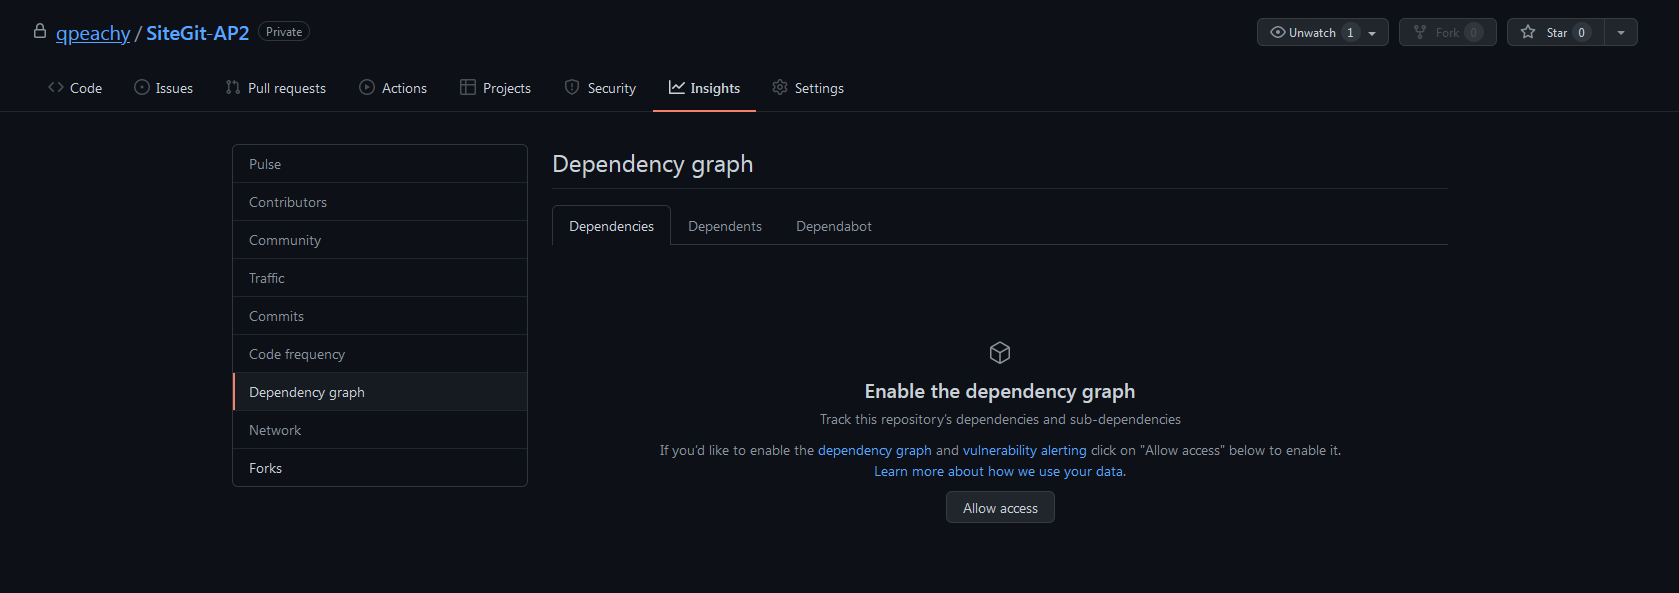 qpeachy / SiteGit-AP2 Private
Unwatch 1 Fork 0 Star 0
Code Issues Pull requests Actions Projects Security Insights Settings
Pulse
Contributors
Community
Traffic
Commits
Code frequency
Dependency graph
Network
Forks
Dependency graph
Dependencies Dependents Dependabot
Enable the dependency graph
Track this repository's dependencies and sub-dependencies
If you'd like to enable the dependency graph and vulnerability alerting click on "Allow access" below to enable it.
Learn more about how we use your data.
Allow access